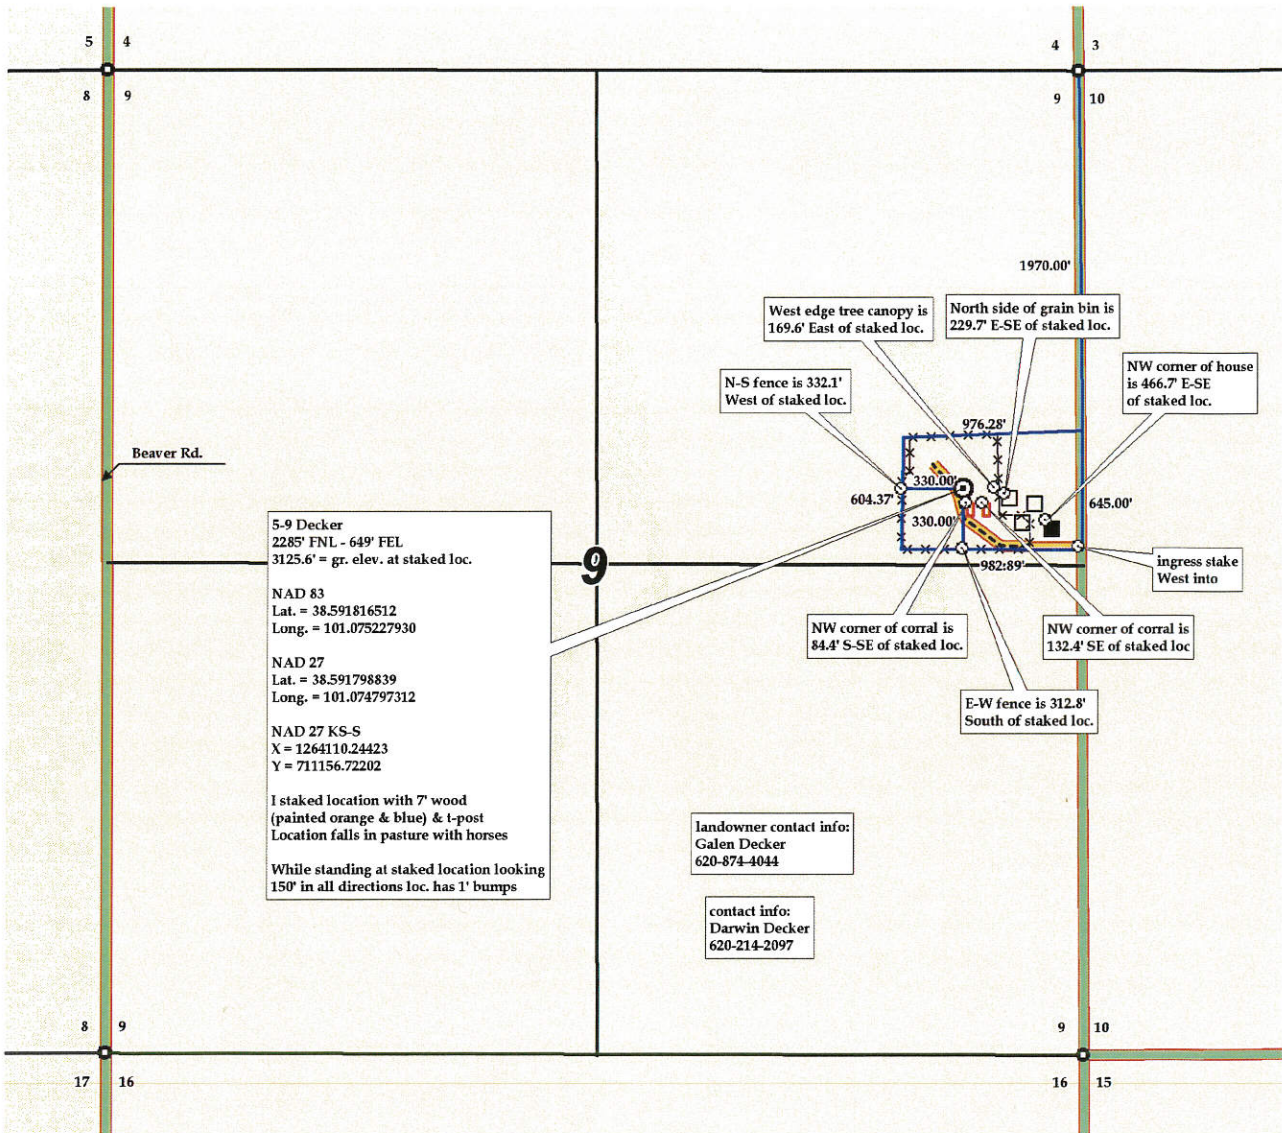 5 4
4 3
8 9
9 10
1970.00'
West edge tree canopy is
169.6' East of staked loc.
North side of grain bin is
229.7' E-SE of staked loc.
NW corner of house
is 466.7' E-SE
of staked loc.
N-S fence is 332.1'
West of staked loc.
976.28'
Beaver Rd.
330.00'
604.37'
645.00'
330.00'
5-9 Decker
2285' FNL - 649' FEL
3125.6' = gr. elev. at staked loc.
NAD 83
Lat. = 38.591816512
Long. = 101.075227930
NAD 27
Lat. = 38.591798839
Long. = 101.074797312
NAD 27 KS-S
X = 1264110.24423
Y = 711156.72202
I staked location with 7' wood
(painted orange & blue) & t-post
Location falls in pasture with horses
While standing at staked location looking
150' in all directions loc. has 1' bumps
9
982.89'
ingress stake
West into
NW corner of corral is
84.4' S-SE of staked loc.
NW corner of corral is
132.4' SE of staked loc
E-W fence is 312.8'
South of staked loc.
landowner contact info:
Galen Decker
620-874-4044
contact info:
Darwin Decker
620-214-2097
8 9
9 10
17 16
16 15